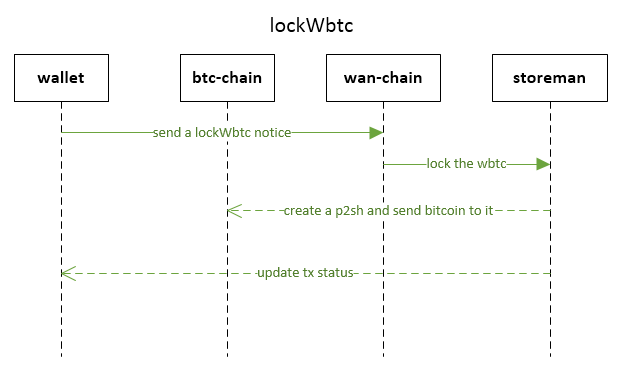 lockWbtc
wallet
btc-chain
wan-chain
storeman
send a lockWbtc notice
lock the wbtc
create a p2sh and send bitcoin to it
update tx status